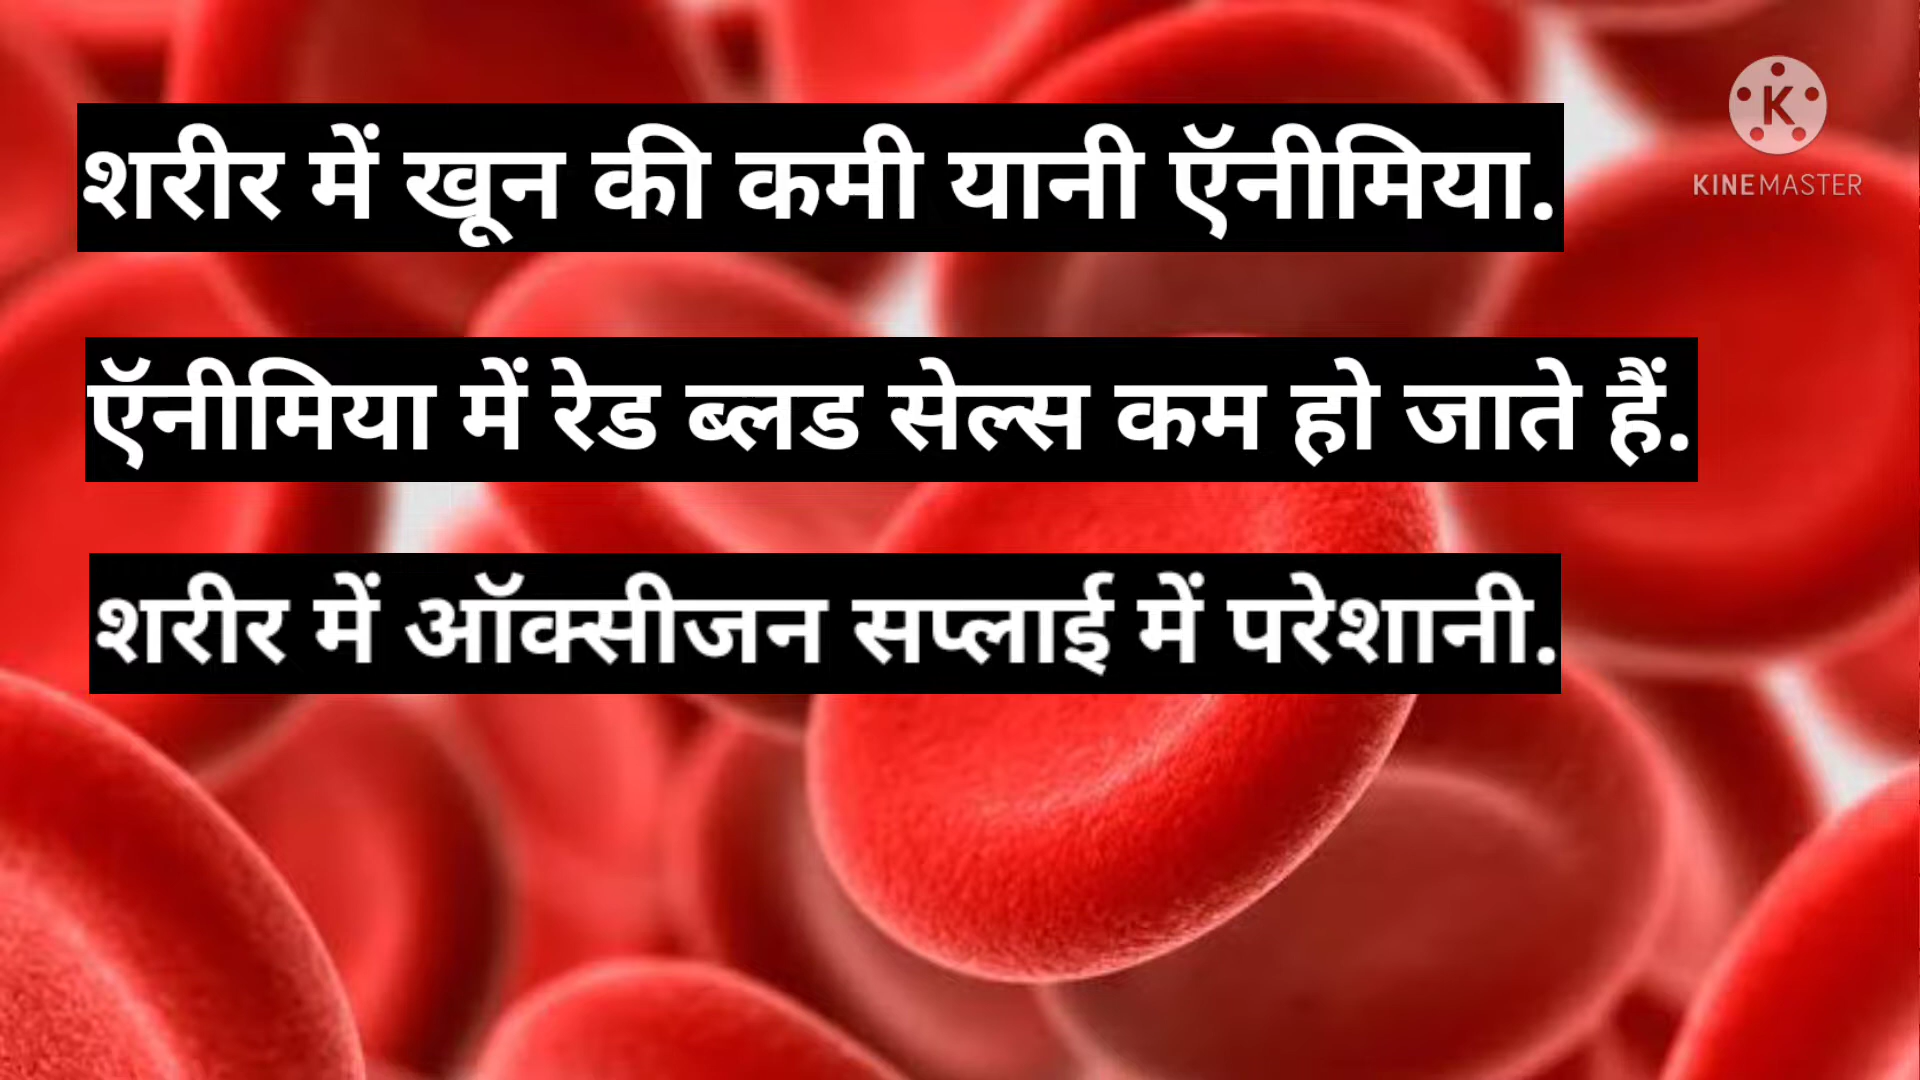 शरीर में खून की कमी यानी ऍनीमिया.
KINEMASTER
ऍनीमिया में रेड ब्लड सेल्स कम हो जाते हैं.
शरीर में ऑक्सीजन सप्लाई में परेशानी.